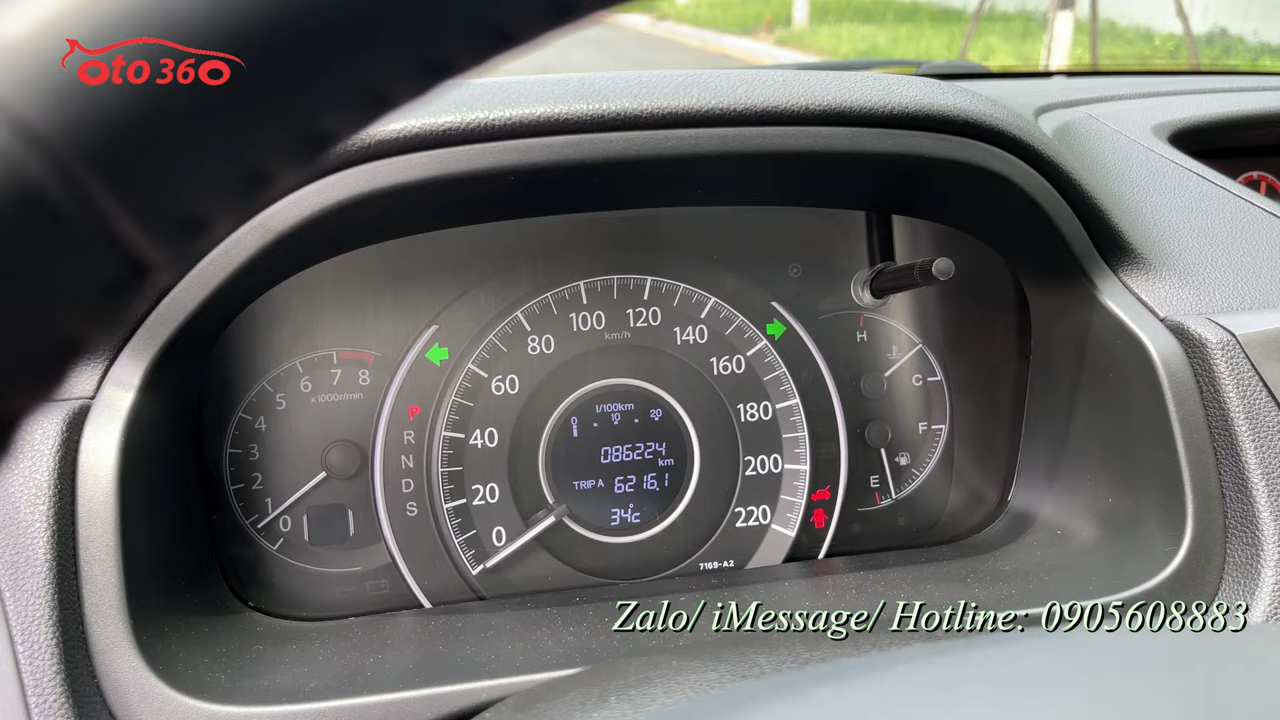 oto 360
100 120
80 km/h 140
60 160
40 180
20 200
0 220
6 7 8
5 x1000r/min
4
3
2
1
0
P
R
N
D
S
l/100km
0 10 20
086224 km
TRIP A 6216.1
34°c
7169-A2
H
C
F
E
Zalo/ iMessage/ Hotline: 0905608883